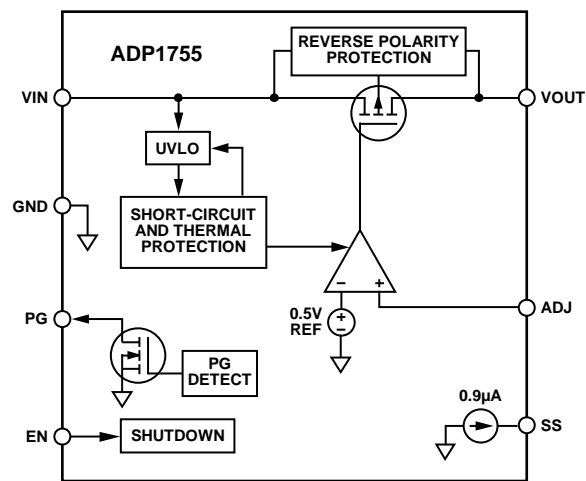 ADP1755
REVERSE POLARITY
PROTECTION
VIN
VOUT
UVLO
GND
SHORT-CIRCUIT
AND THERMAL
PROTECTION
– +
0.5V
REF
+
–
ADJ
PG
PG
DETECT
0.9µA
SS
EN
SHUTDOWN